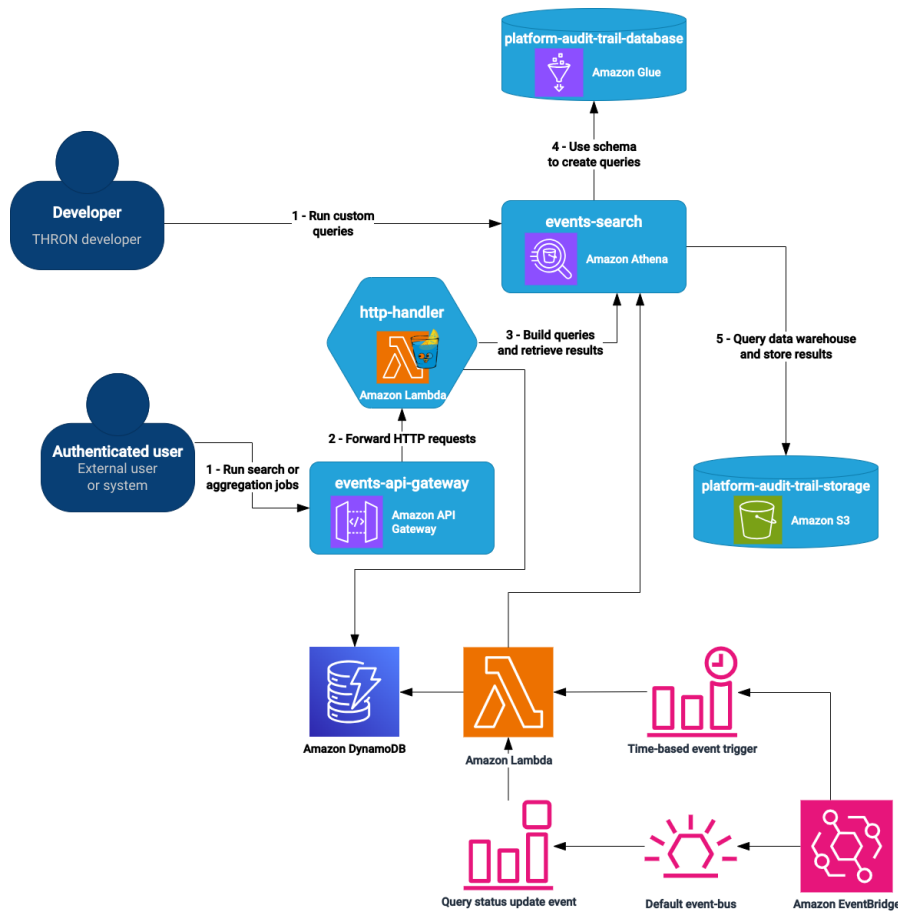 platform-audit-trail-database
Amazon Glue
4 - Use schema
to create queries
Developer
THRON developer
1 - Run custom
queries
events-search
Amazon Athena
http-handler
Amazon Lambda
3 - Build queries
and retrieve results
5 - Query data warehouse
and store results
2 - Forward HTTP requests
Authenticated user
External user
or system
1 - Run search or
aggregation jobs
events-api-gateway
Amazon API
Gateway
platform-audit-trail-storage
Amazon S3
Amazon DynamoDB
Amazon Lambda
Time-based event trigger
Query status update event
Default event-bus
Amazon EventBridge